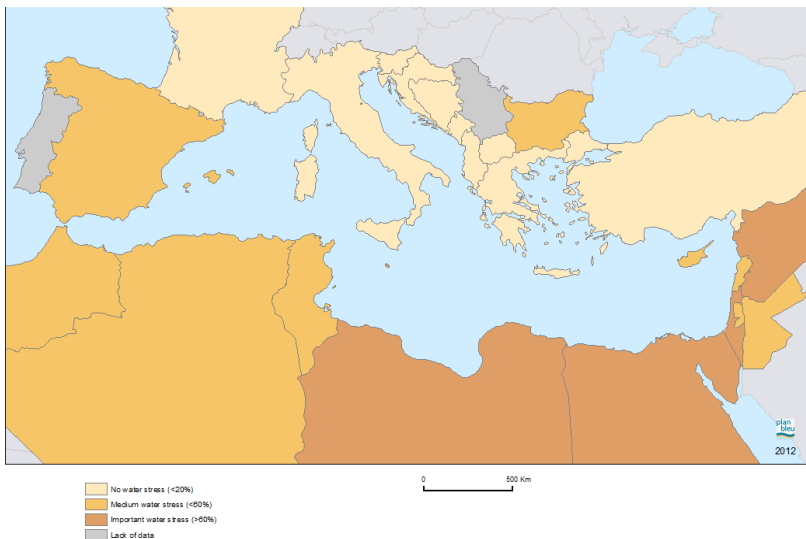 plan
bleu
2012
0
500 Km
No water stress (<20%)
Medium water stress (<60%)
Important water stress (>60%)
Lack of data